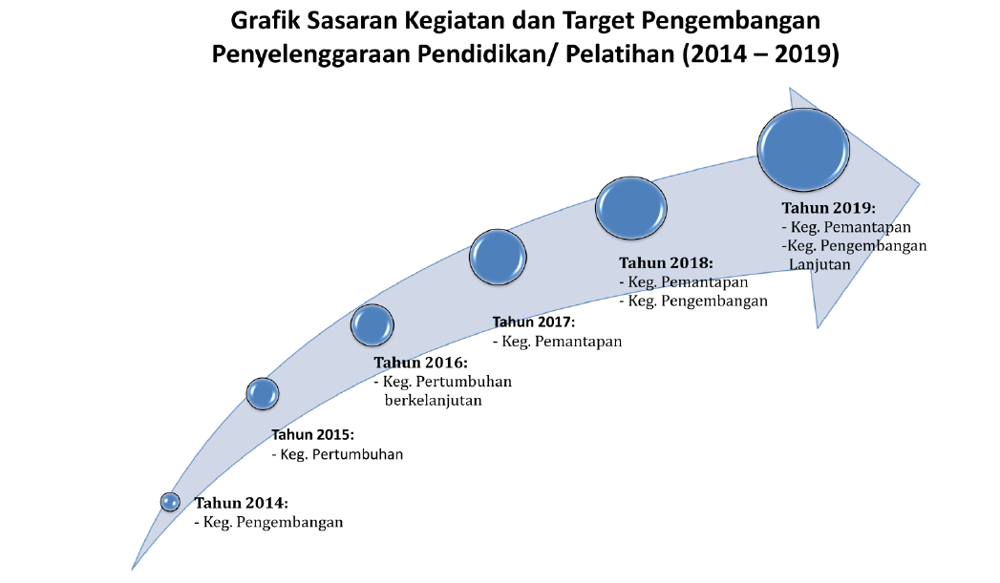 Grafik Sasaran Kegiatan dan Target Pengembangan
Penyelenggaraan Pendidikan/ Pelatihan (2014 – 2019)
Tahun 2019:
- Keg. Pemantapan
-Keg. Pengembangan
Lanjutan
Tahun 2018:
- Keg. Pemantapan
- Keg. Pengembangan
Tahun 2017:
- Keg. Pemantapan
Tahun 2016:
- Keg. Pertumbuhan
berkelanjutan
Tahun 2015:
- Keg. Pertumbuhan
Tahun 2014:
- Keg. Pengembangan